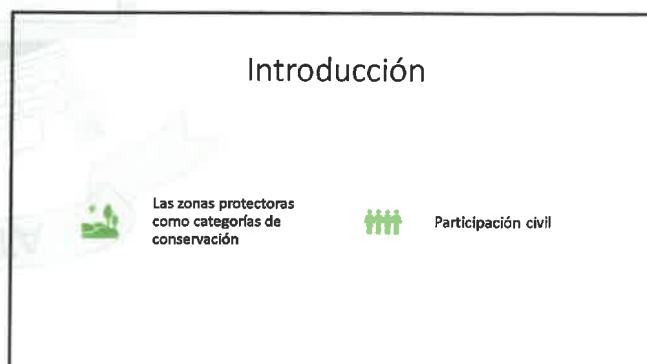 Introducción
Las zonas protectoras
como categorías de
conservación
Participación civil